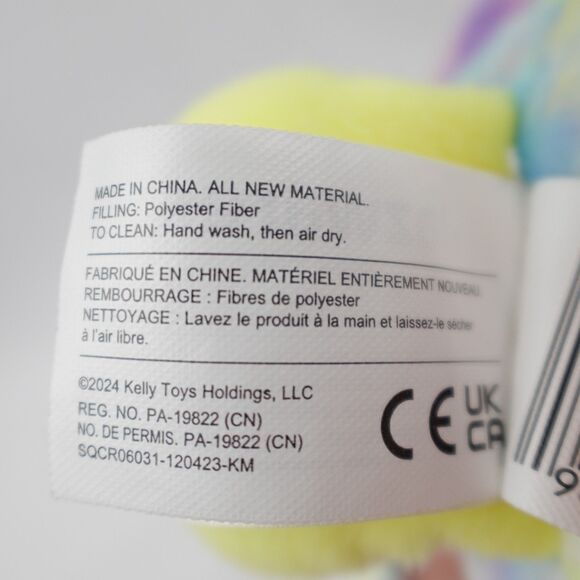 MADE IN CHINA. ALL NEW MATERIAL.
FILLING: Polyester Fiber
TO CLEAN: Hand wash, then air dry.
FABRIQUÉ EN CHINE. MATÉRIEL ENTIÈREMENT NOUVEAU.
REMBOURRAGE : Fibres de polyester
NETTOYAGE : Lavez le produit à la main et laissez-le sécher
à l'air libre.
©2024 Kelly Toys Holdings, LLC
REG. NO. PA-19822 (CN)
NO. DE PERMIS. PA-19822 (CN)
SQCR06031-120423-KM
CE
UK
CA
9